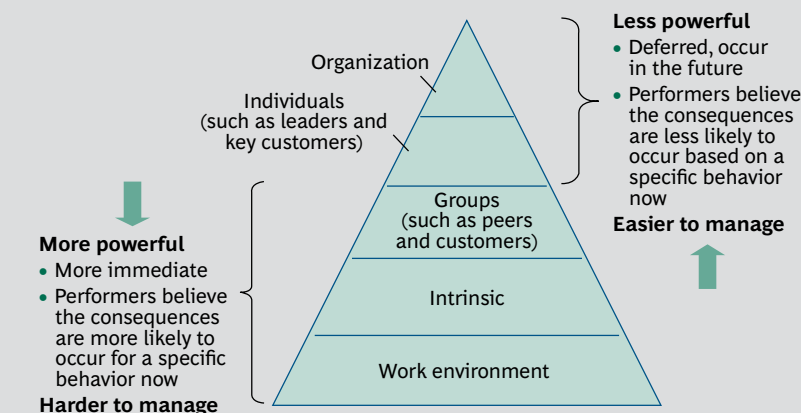 Organization
Individuals
(such as leaders and
key customers)
Groups
(such as peers
and customers)
Intrinsic
Work environment
Less powerful
• Deferred, occur
in the future
• Performers believe
the consequences
are less likely to
occur based on a
specific behavior
now
Easier to manage
More powerful
• More immediate
• Performers believe
the consequences
are more likely to
occur for a specific
behavior now
Harder to manage